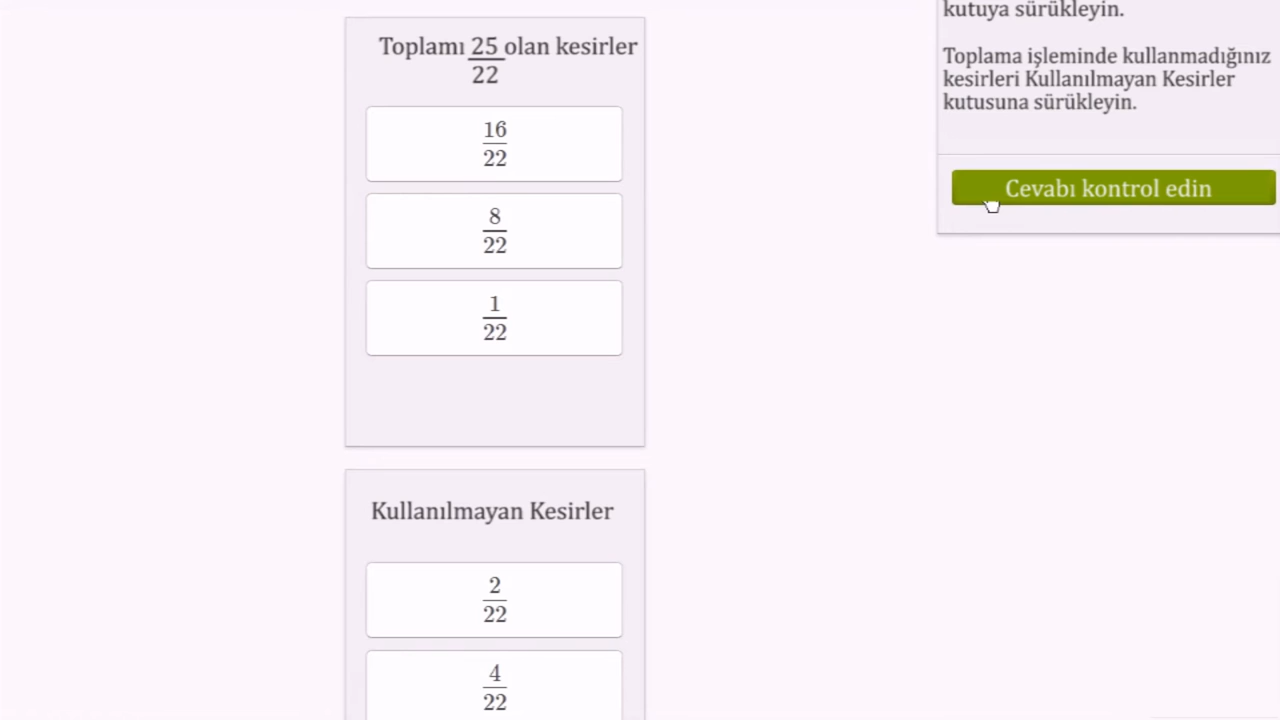 Toplamı 25 olan kesirler
22
16
22
8
22
1
22
Kullanılmayan Kesirler
2
22
4
22
kutuya sürükleyin.
Toplama işleminde kullanmadığınız
kesirleri Kullanılmayan Kesirler
kutusuna sürükleyin.
Cevabı kontrol edin